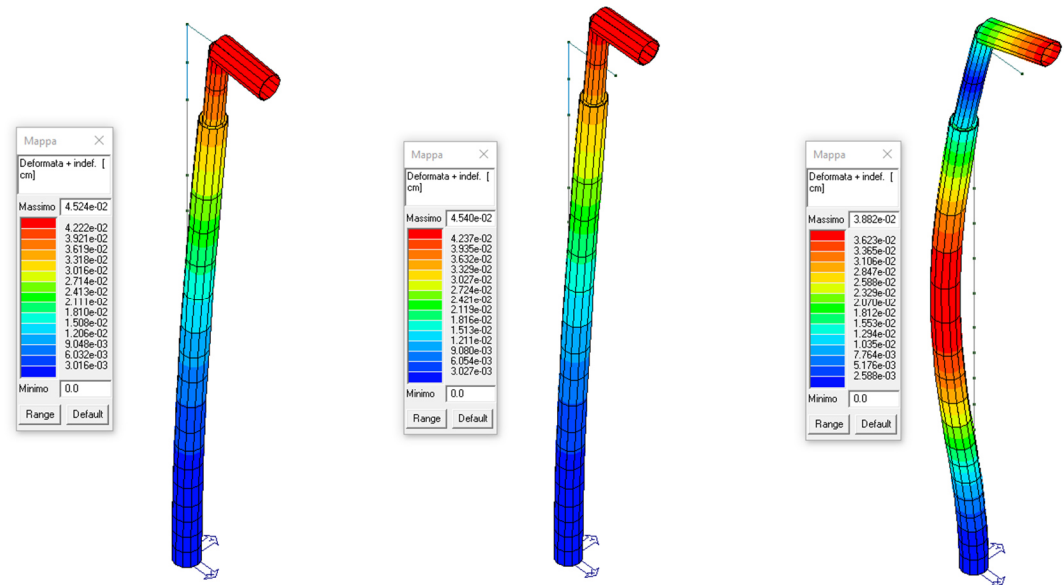 Mappa
Deformata + indef. [
cm]
Massimo 4.524e-02
4.222e-02
3.921e-02
3.619e-02
3.318e-02
3.016e-02
2.714e-02
2.413e-02
2.111e-02
1.810e-02
1.508e-02
1.206e-02
9.048e-03
6.032e-03
3.016e-03
Minimo 0.0
Range Default
Mappa
Deformata + indef. [
cm]
Massimo 4.540e-02
4.237e-02
3.935e-02
3.632e-02
3.329e-02
3.027e-02
2.724e-02
2.421e-02
2.119e-02
1.816e-02
1.513e-02
1.211e-02
9.080e-03
6.054e-03
3.027e-03
Minimo 0.0
Range Default
Mappa
Deformata + indef. [
cm]
Massimo 3.882e-02
3.623e-02
3.365e-02
3.106e-02
2.847e-02
2.588e-02
2.329e-02
2.070e-02
1.812e-02
1.553e-02
1.294e-02
1.035e-02
7.764e-03
5.176e-03
2.588e-03
Minimo 0.0
Range Default